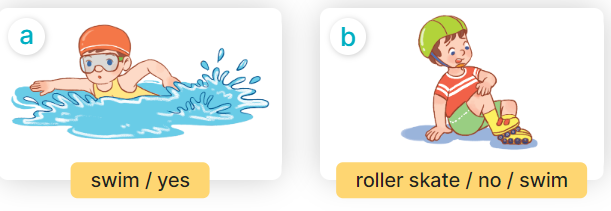 a
b
swim / yes
roller skate / no / swim